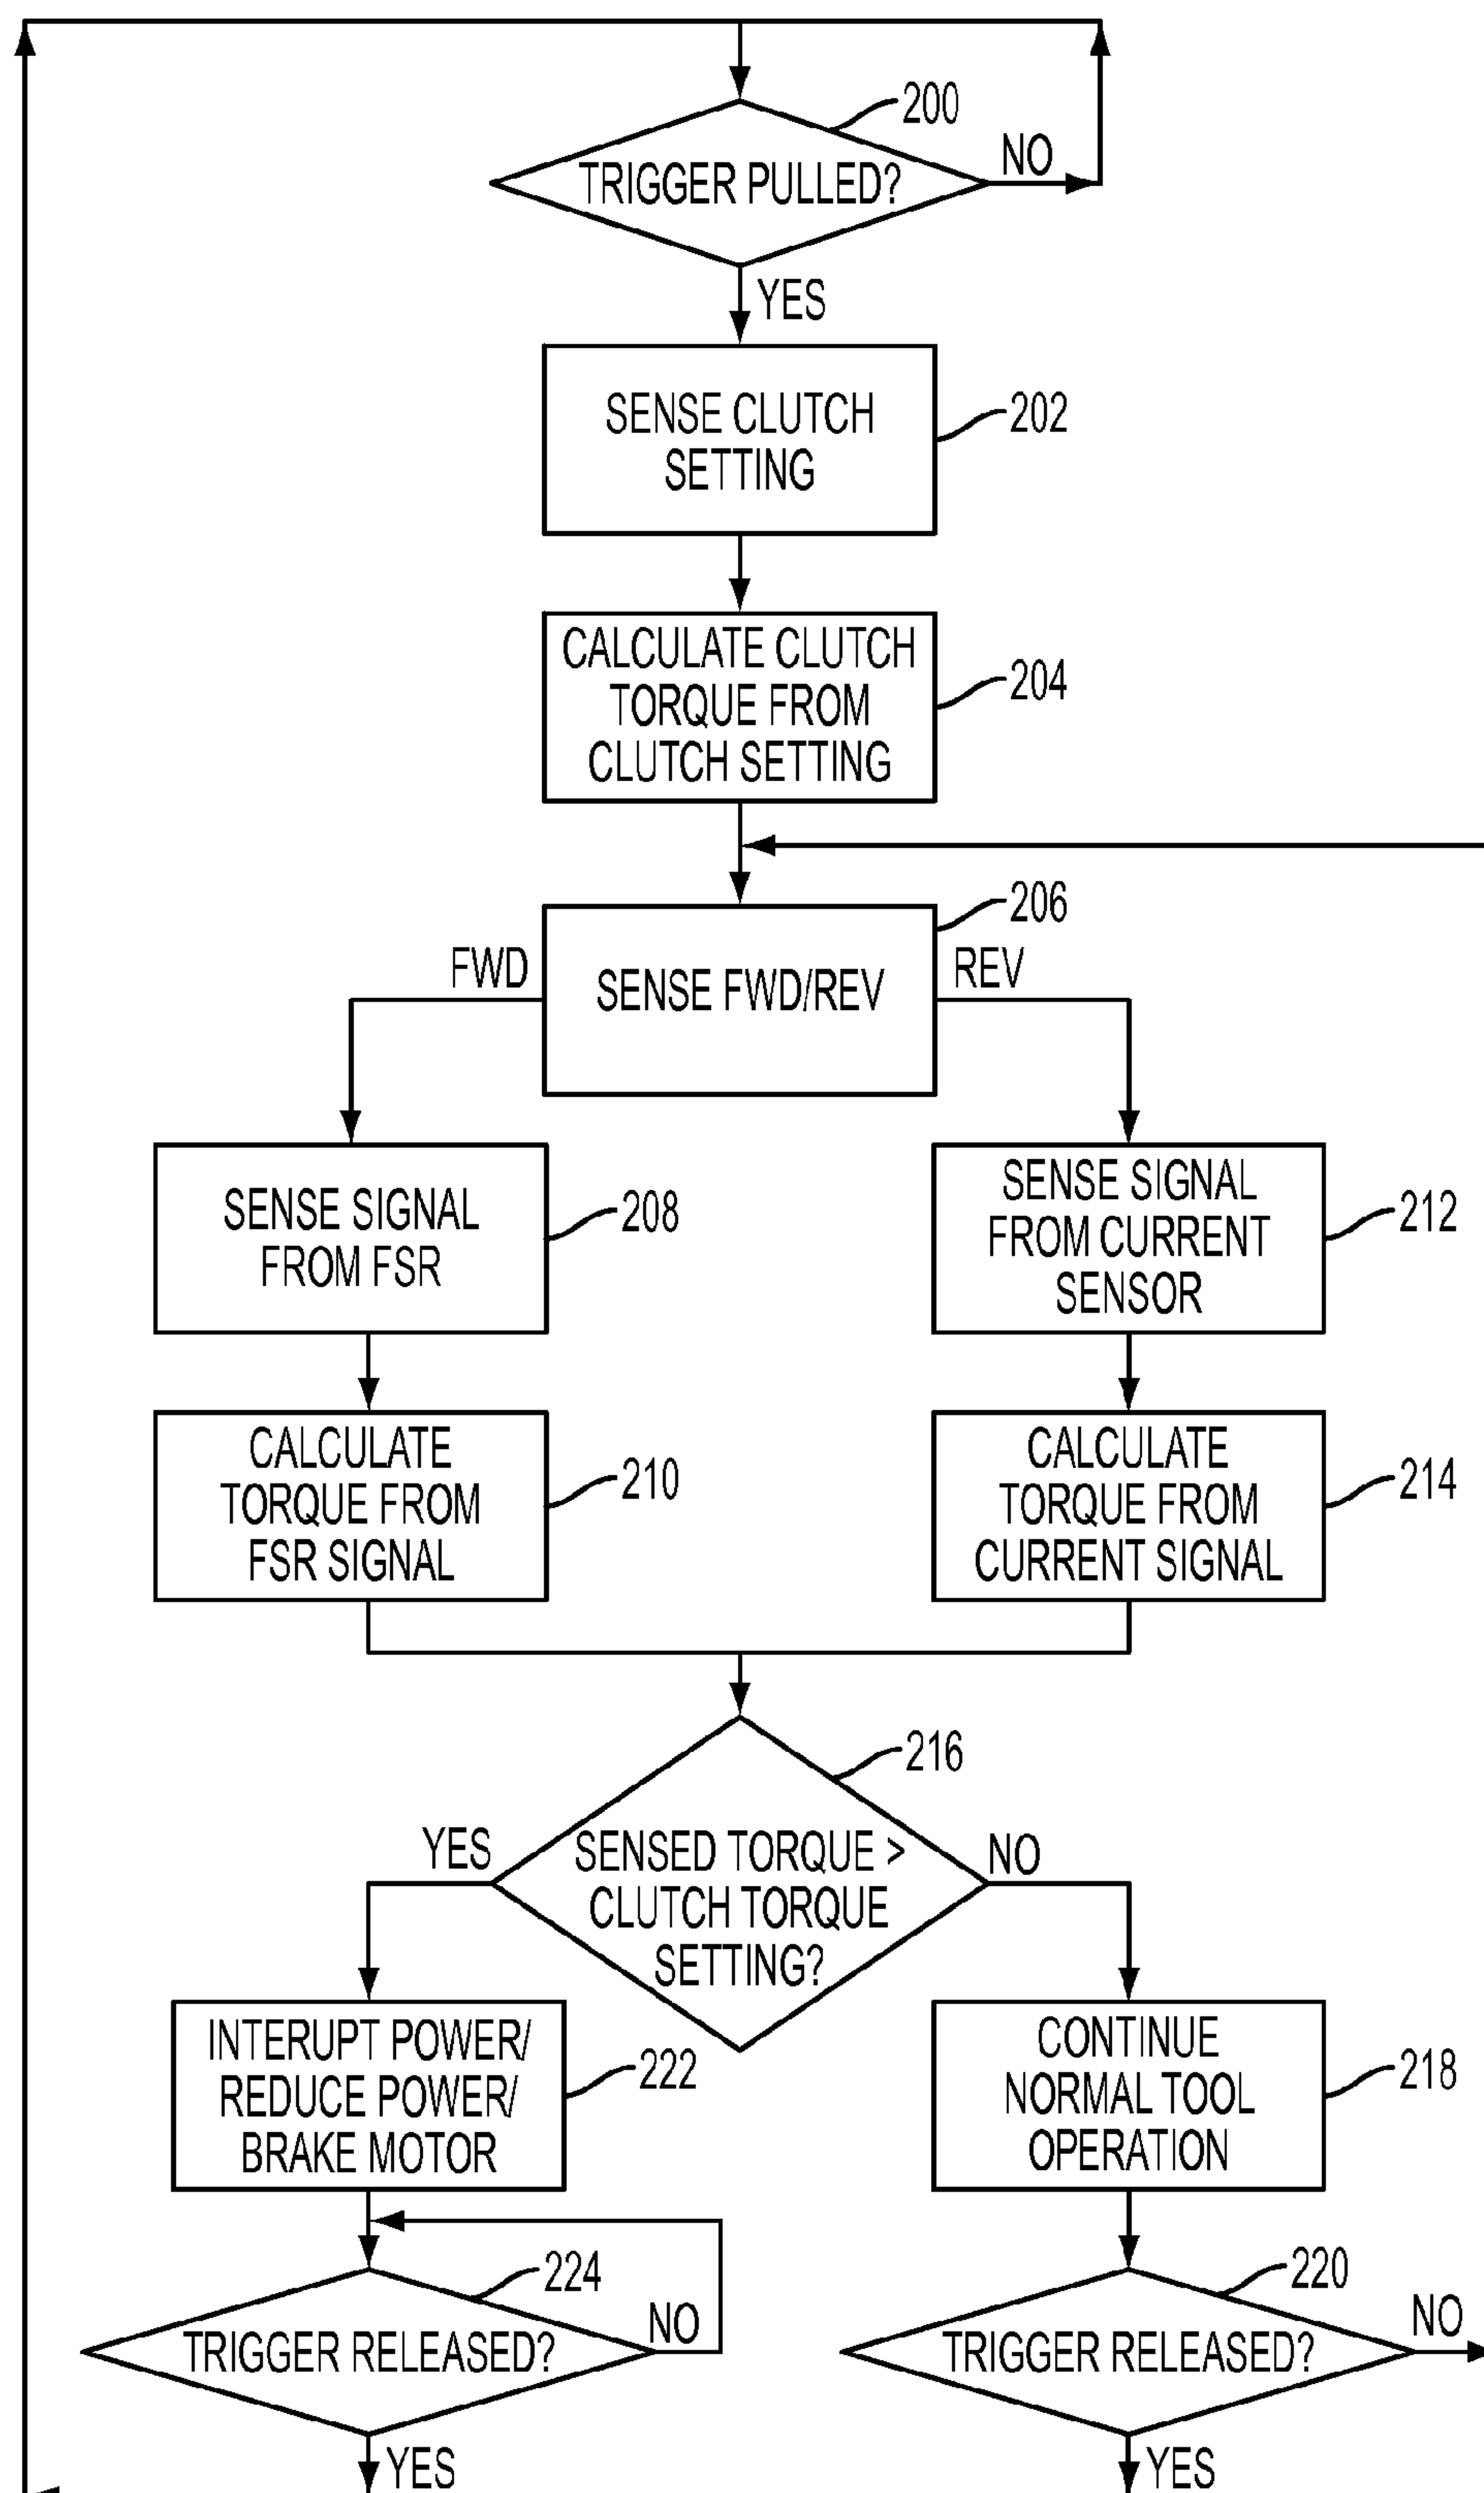 200
TRIGGER PULLED?
NO
YES
SENSE CLUTCH
SETTING
202
CALCULATE CLUTCH
TORQUE FROM
CLUTCH SETTING
204
206
FWD
SENSE FWD/REV
REV
SENSE SIGNAL
FROM FSR
208
SENSE SIGNAL
FROM CURRENT
SENSOR
212
CALCULATE
TORQUE FROM
FSR SIGNAL
210
CALCULATE
TORQUE FROM
CURRENT SIGNAL
214
216
YES
SENSED TORQUE >
CLUTCH TORQUE
SETTING?
NO
INTERUPT POWER/
REDUCE POWER/
BRAKE MOTOR
222
CONTINUE
NORMAL TOOL
OPERATION
218
224
TRIGGER RELEASED?
NO
YES
220
TRIGGER RELEASED?
NO
YES